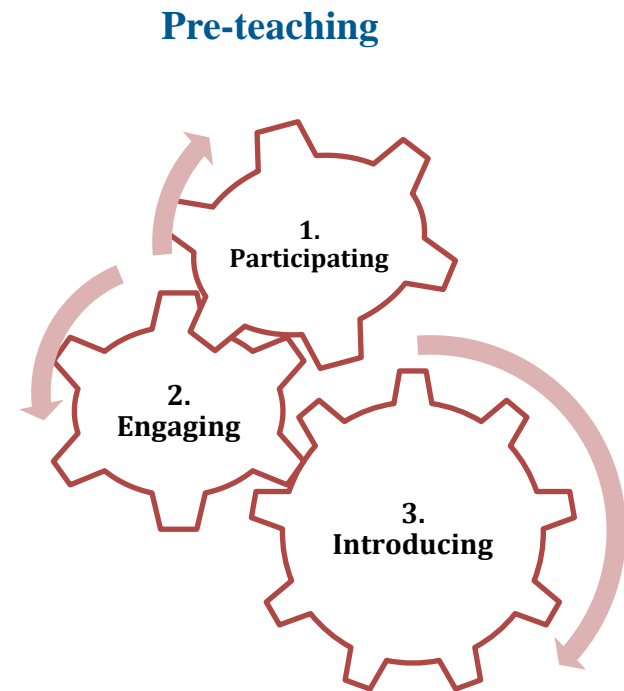 Pre-teaching
1.
Participating
2.
Engaging
3.
Introducing